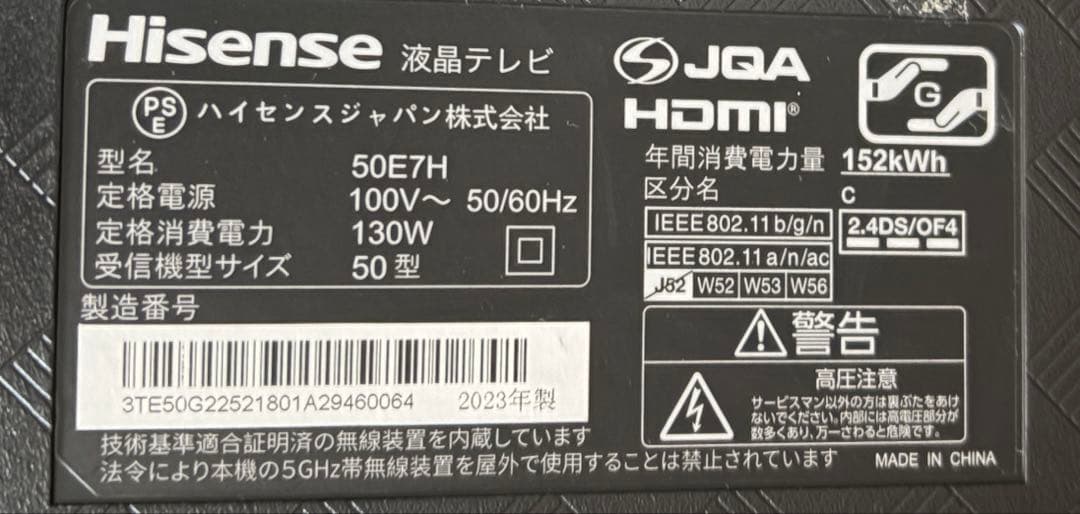 Hisense 液晶テレビ
PSE ハイセンスジャパン株式会社
型名 50E7H
定格電源 100V～ 50/60Hz
定格消費電力 130W
受信機型サイズ 50型
製造番号
3TE50G22521801A29460064 2023年製
技術基準適合証明済の無線装置を内蔵しています
法令により本機の5GHz帯無線装置を屋外で使用することは禁止されています
JQA
HDMI®
G
年間消費電力量 152kWh
区分名 C
IEEE802.11b/g/n 2.4DS/OF4
IEEE802.11a/n/ac
J52 W52 W53 W56
警告
高圧注意
サービスマン以外の方は裏ぶたをあけ
ないでください。内部には高電圧部分が
数多くあり、万一さわると危険です。
MADE IN CHINA